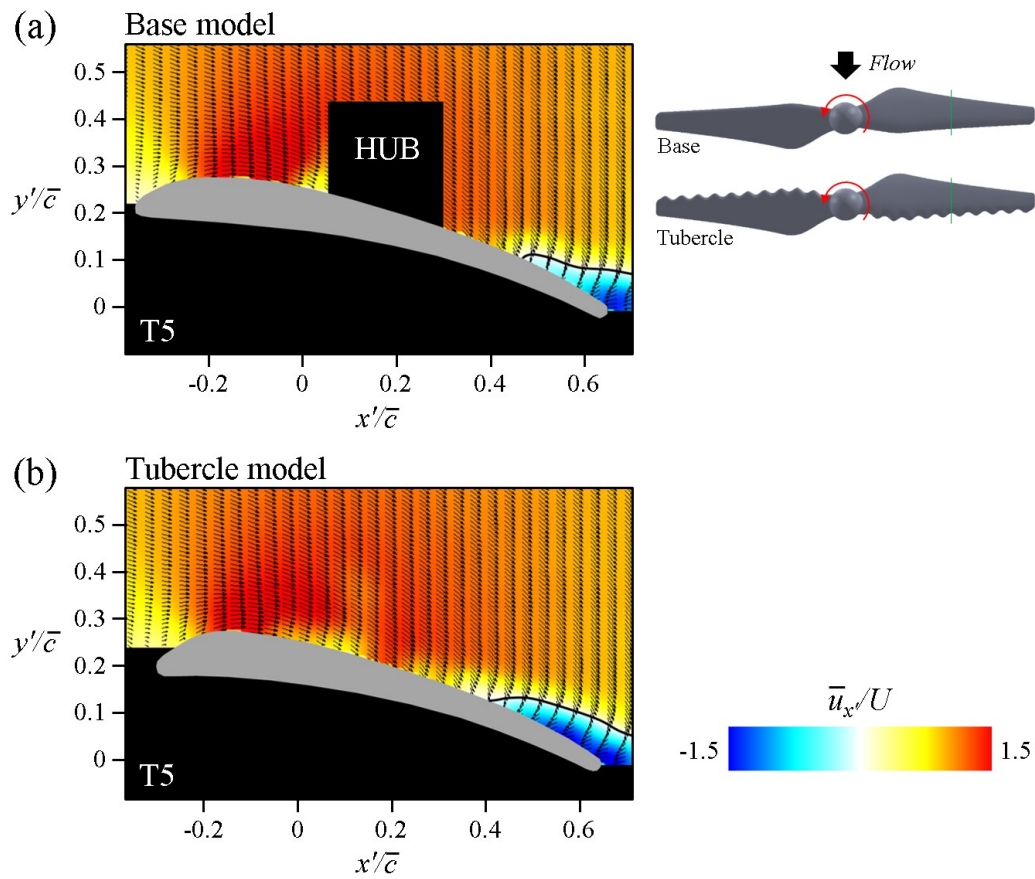 (a) Base model
0.5
0.4
0.3
0.2
0.1
0
y′/c̅
HUB
T5
-0.2 0 0.2 0.4 0.6
x′/c̅
Flow
Base
Tubercle
(b) Tubercle model
0.5
0.4
0.3
0.2
0.1
0
y′/c̅
T5
-0.2 0 0.2 0.4 0.6
x′/c̅
u̅x′/U
-1.5 1.5